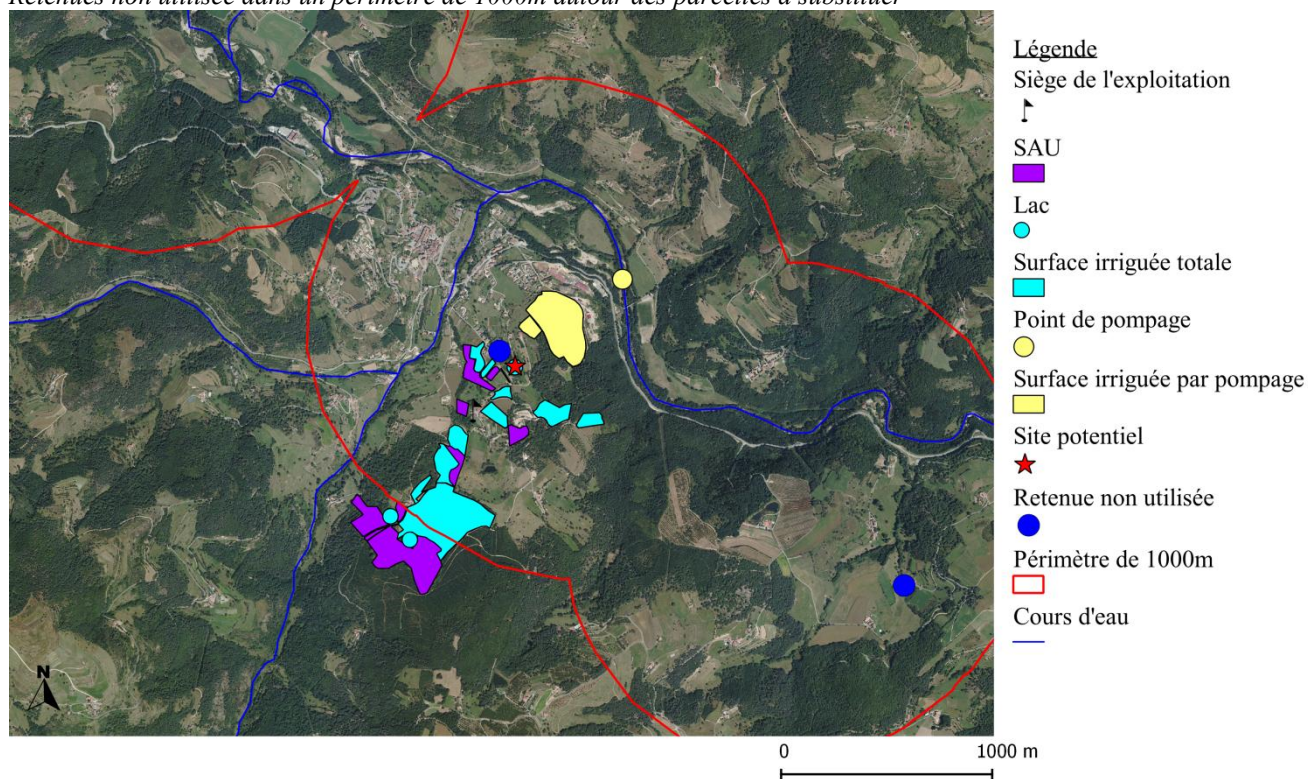 Retenues non utilisée dans un périmètre de 1000m autour des parcelles à substituer
Légende
Siège de l'exploitation
SAU
Lac
Surface irriguée totale
Point de pompage
Surface irriguée par pompage
Site potentiel
Retenue non utilisée
Périmètre de 1000m
Cours d'eau
N
0 1000 m